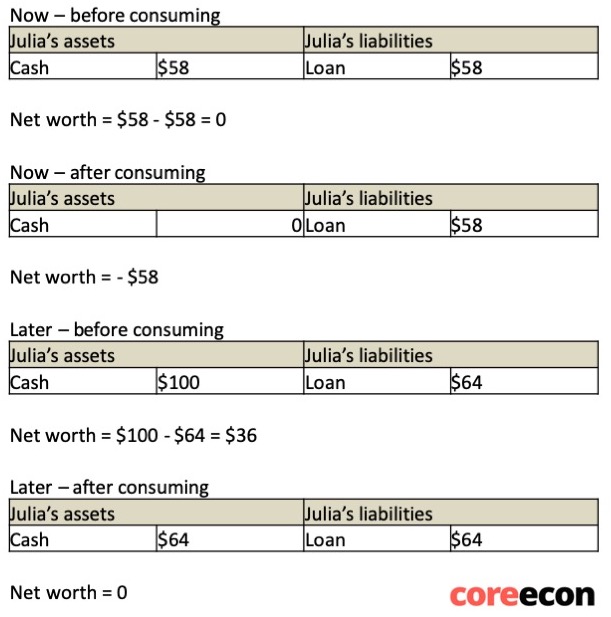 Now – before consuming
Julia's assets Julia's liabilities
Cash $58 Loan $58
Net worth = $58 - $58 = 0
Now – after consuming
Julia's assets Julia's liabilities
Cash 0 Loan $58
Net worth = - $58
Later – before consuming
Julia's assets Julia's liabilities
Cash $100 Loan $64
Net worth = $100 - $64 = $36
Later – after consuming
Julia's assets Julia's liabilities
Cash $64 Loan $64
Net worth = 0
coreecon